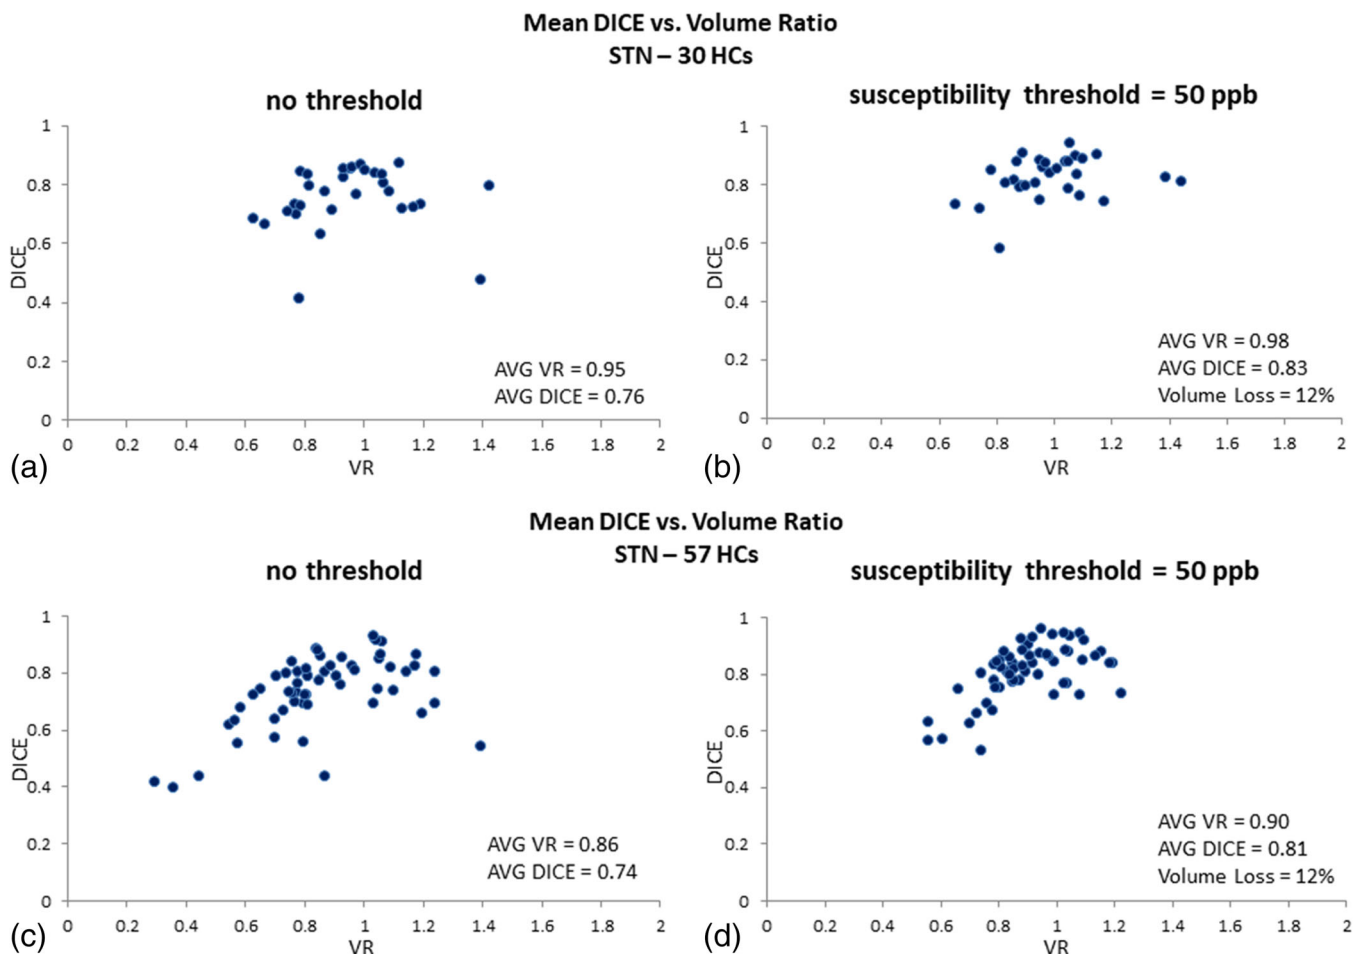 Mean DICE vs. Volume Ratio
STN – 30 HCs
no threshold
susceptibility threshold = 50 ppb
1
0.8
0.6
0.4
0.2
0
DICE
AVG VR = 0.95
AVG DICE = 0.76
0 0.2 0.4 0.6 0.8 1 1.2 1.4 1.6 1.8 2
VR
(a)
1
0.8
0.6
0.4
0.2
0
DICE
AVG VR = 0.98
AVG DICE = 0.83
Volume Loss = 12%
0 0.2 0.4 0.6 0.8 1 1.2 1.4 1.6 1.8 2
VR
(b)
Mean DICE vs. Volume Ratio
STN – 57 HCs
no threshold
susceptibility threshold = 50 ppb
1
0.8
0.6
0.4
0.2
0
DICE
AVG VR = 0.86
AVG DICE = 0.74
0 0.2 0.4 0.6 0.8 1 1.2 1.4 1.6 1.8 2
VR
(c)
1
0.8
0.6
0.4
0.2
0
DICE
AVG VR = 0.90
AVG DICE = 0.81
Volume Loss = 12%
0 0.2 0.4 0.6 0.8 1 1.2 1.4 1.6 1.8 2
VR
(d)